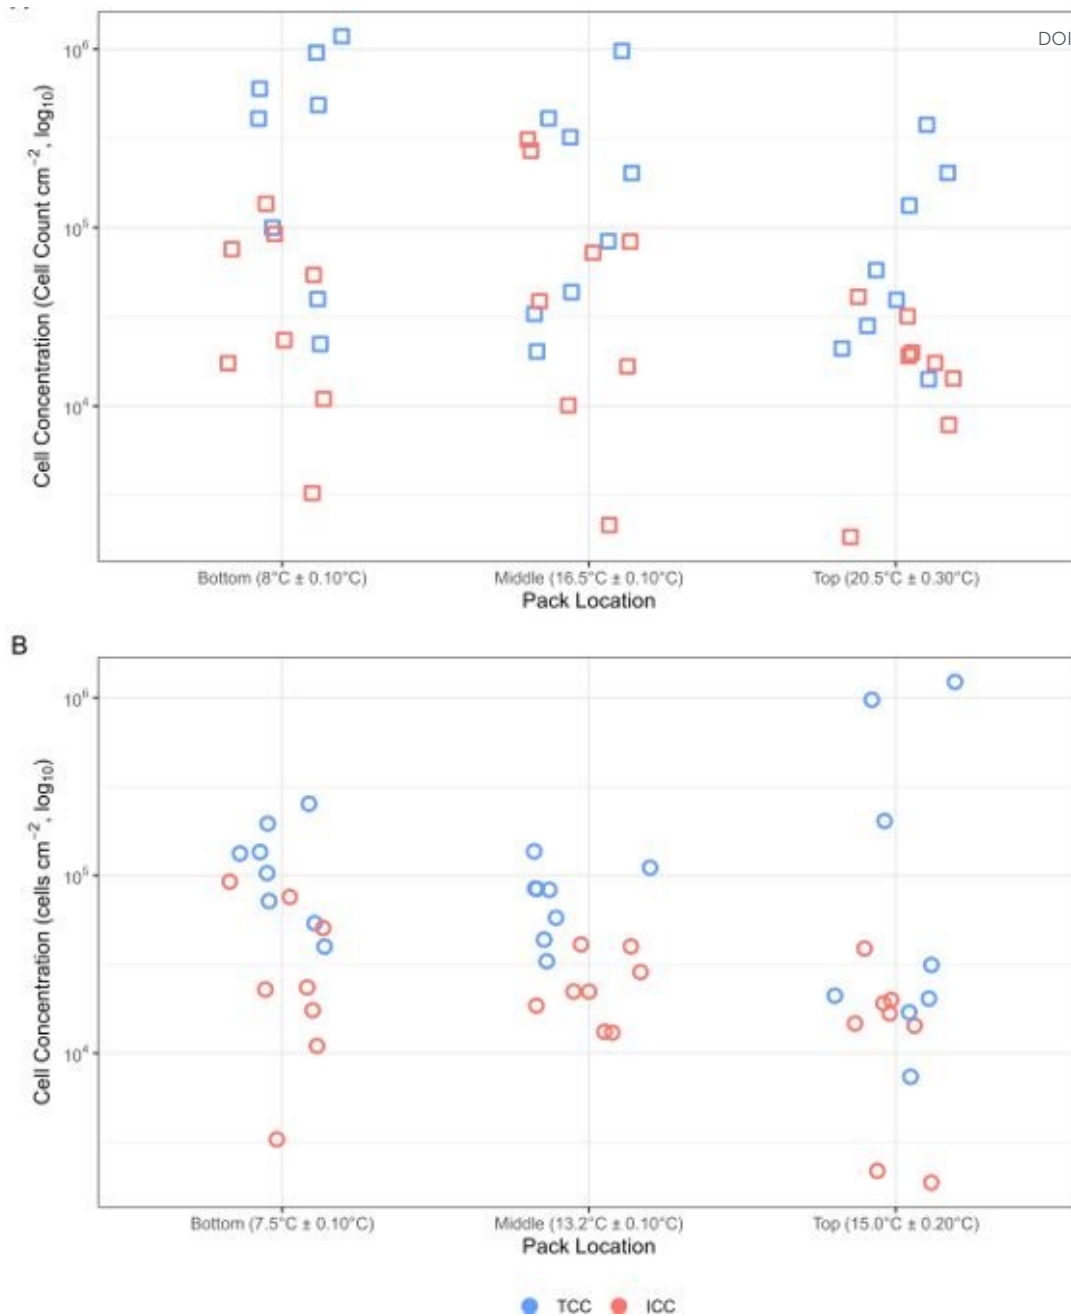 DOI
10⁶
10⁵
10⁴
Cell Concentration (Cell Count cm⁻², log₁₀)
Bottom (8°C ± 0.10°C) Middle (16.5°C ± 0.10°C) Top (20.5°C ± 0.30°C)
Pack Location
B
10⁶
10⁵
10⁴
Cell Concentration (cells cm⁻², log₁₀)
Bottom (7.5°C ± 0.10°C) Middle (13.2°C ± 0.10°C) Top (15.0°C ± 0.20°C)
Pack Location
TCC ICC